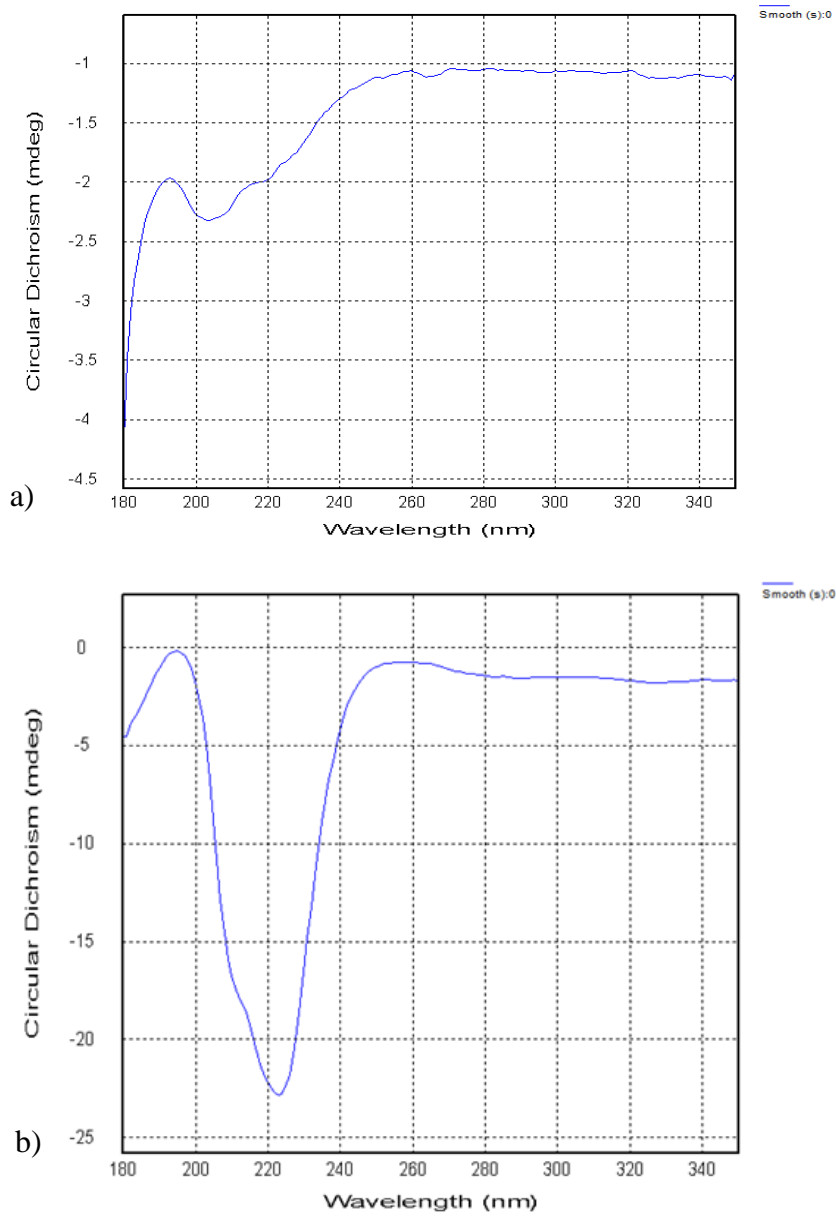 Smooth (s):0
-1
-1.5
-2
-2.5
-3
-3.5
-4
-4.5
Circular Dichroism (mdeg)
180 200 220 240 260 280 300 320 340
Wavelength (nm)
a)
Smooth (s):0
0
-5
-10
-15
-20
-25
Circular Dichroism (mdeg)
180 200 220 240 260 280 300 320 340
Wavelength (nm)
b)